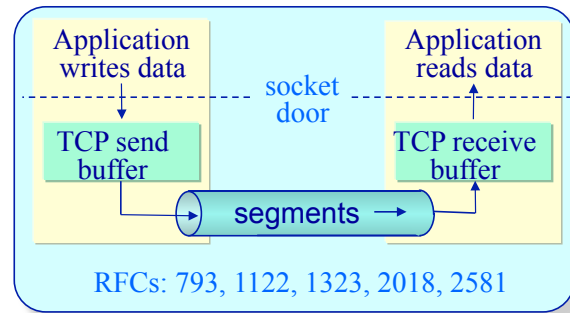 Application
writes data
Application
reads data
socket
door
TCP send
buffer
TCP receive
buffer
segments
RFCs: 793, 1122, 1323, 2018, 2581